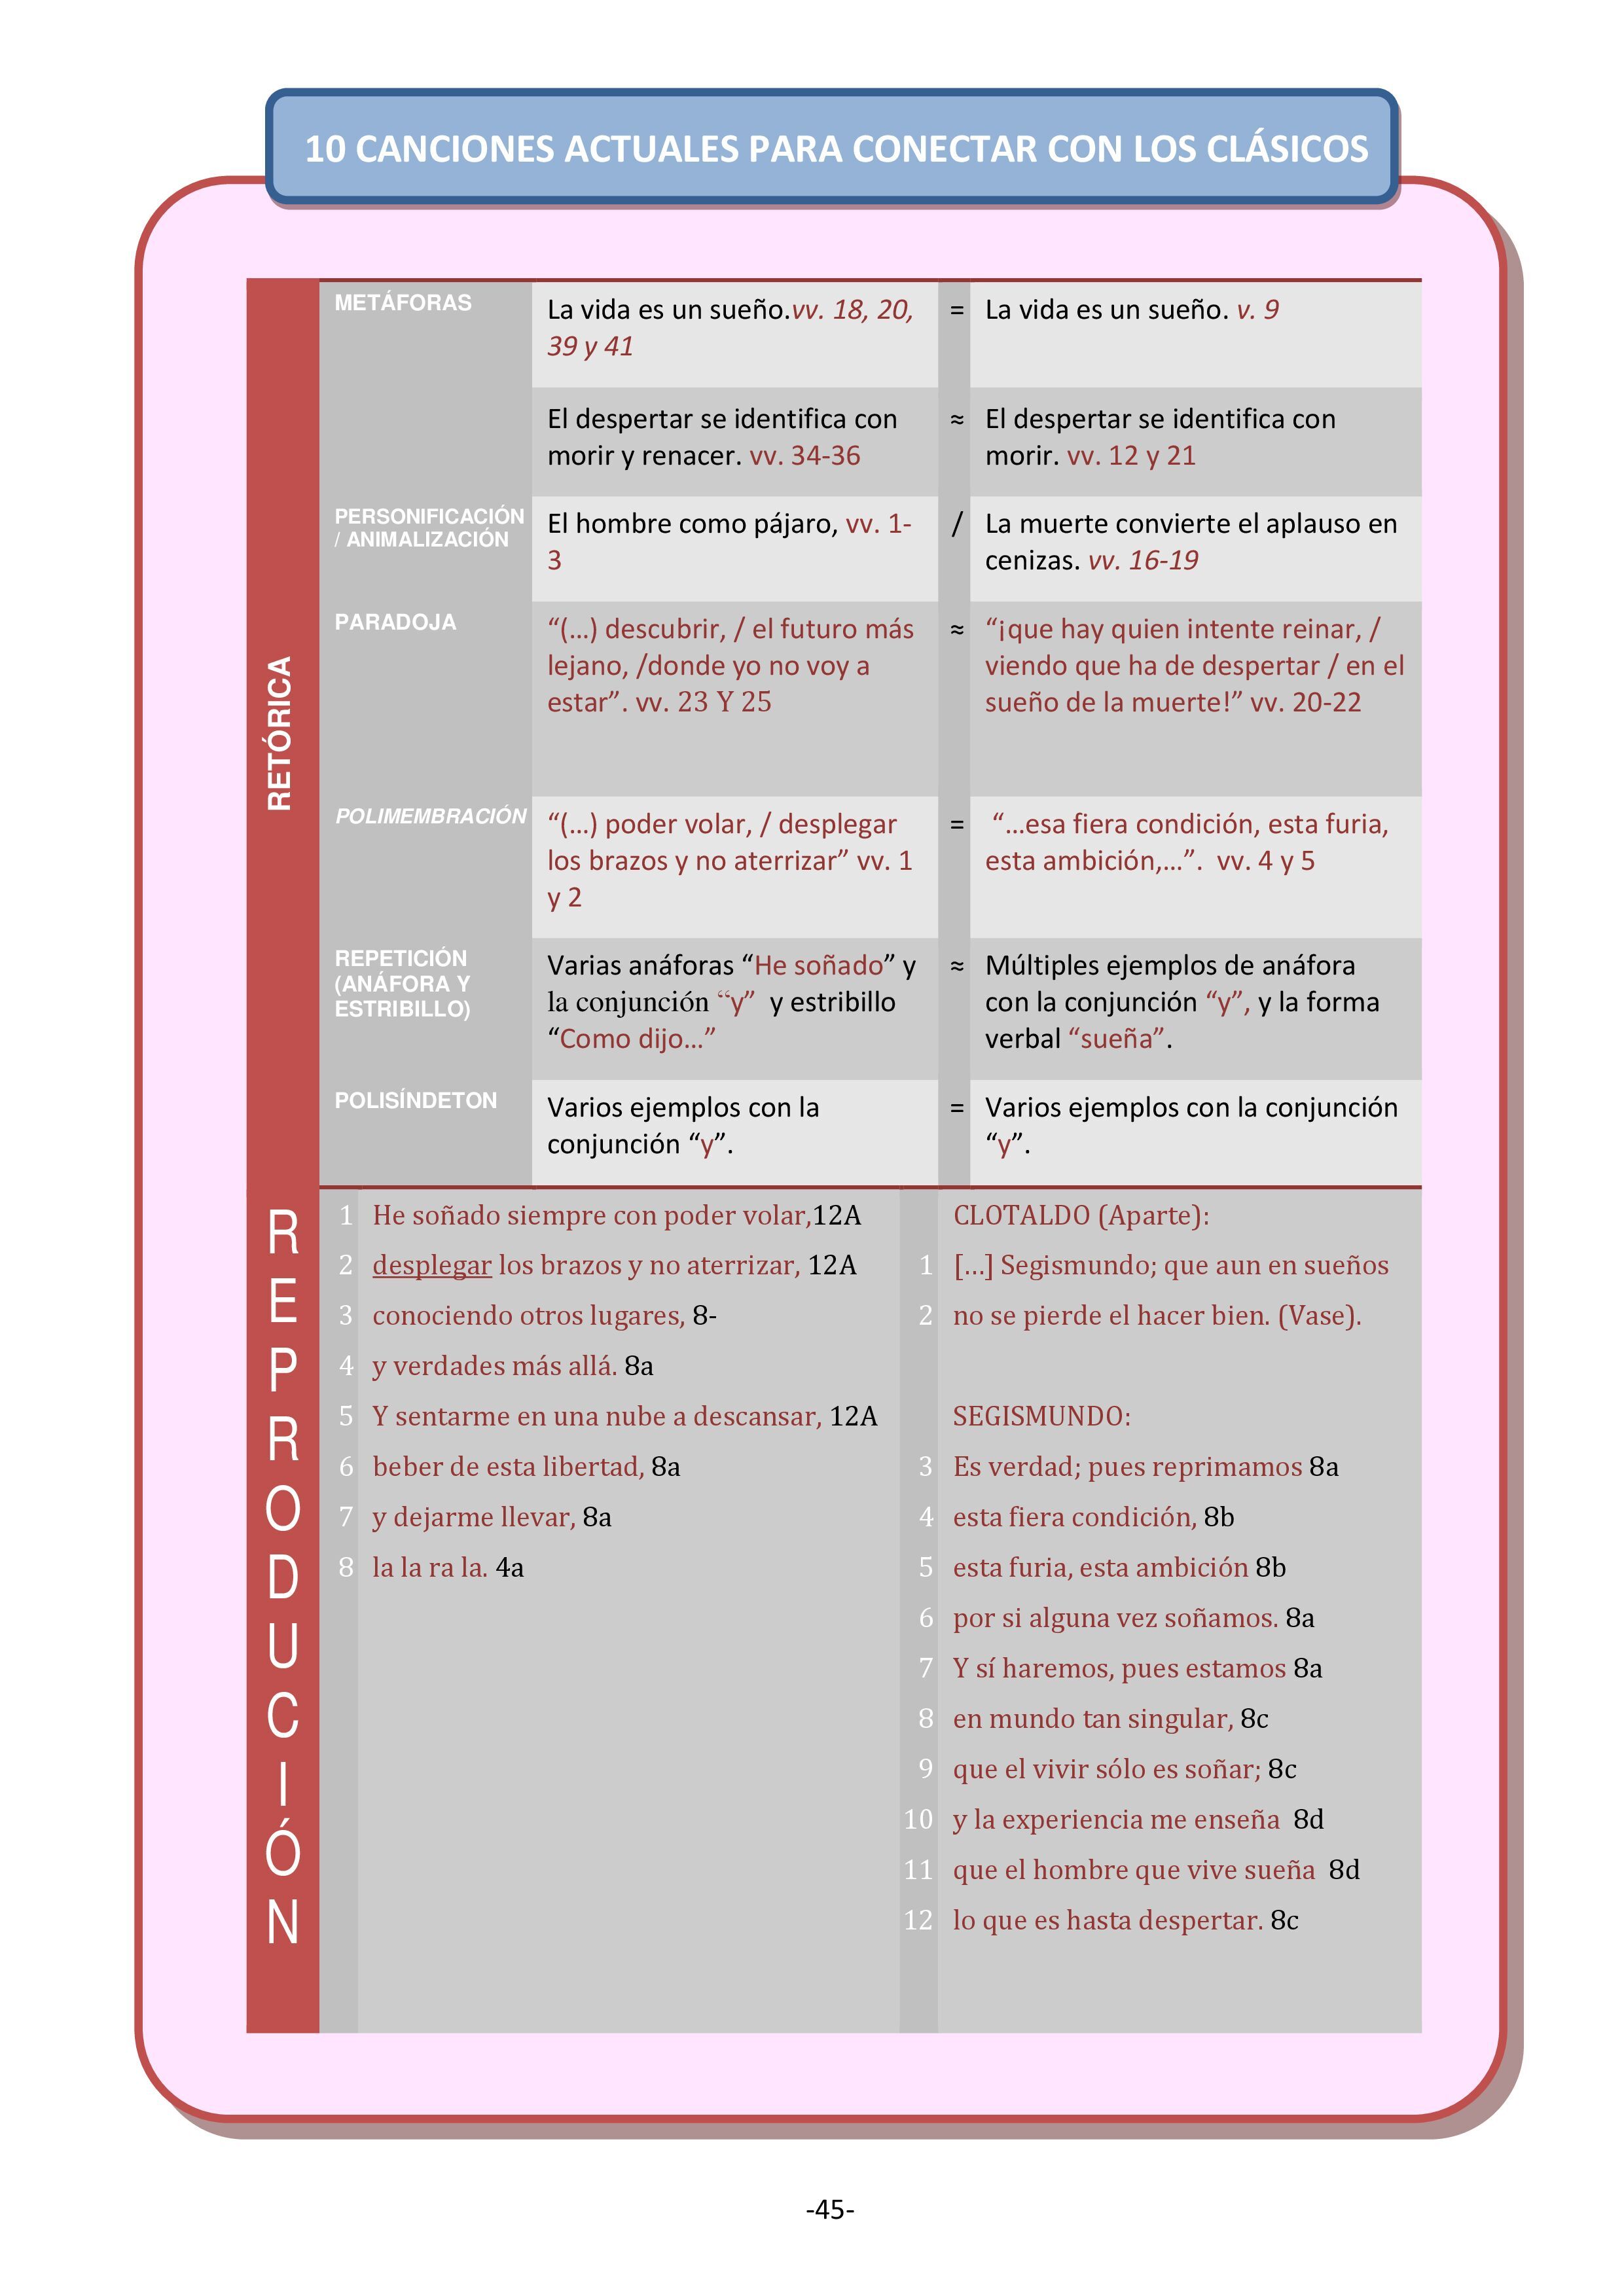 10 CANCIONES ACTUALES PARA CONECTAR CON LOS CLÁSICOS
RETÓRICA
METÁFORAS
La vida es un sueño.vv. 18, 20,
39 y 41
=
La vida es un sueño. v. 9
El despertar se identifica con
morir y renacer. vv. 34-36
≈
El despertar se identifica con
morir. vv. 12 y 21
PERSONIFICACIÓN
/ ANIMALIZACIÓN
El hombre como pájaro, vv. 1-
3
/
La muerte convierte el aplauso en
cenizas. vv. 16-19
PARADOJA
“(…) descubrir, / el futuro más
lejano, /donde yo no voy a
estar”. vv. 23 Y 25
≈
“¡que hay quien intente reinar, /
viendo que ha de despertar / en el
sueño de la muerte!” vv. 20-22
POLIMEMBRACIÓN
“(…) poder volar, / desplegar
los brazos y no aterrizar” vv. 1
y 2
=
“…esa fiera condición, esta furia,
esta ambición,…”. vv. 4 y 5
REPETICIÓN
(ANÁFORA Y
ESTRIBILLO)
Varias anáforas “He soñado” y
la conjunción “y” y estribillo
“Como dijo…”
≈
Múltiples ejemplos de anáfora
con la conjunción “y”, y la forma
verbal “sueña”.
POLISÍNDETON
Varios ejemplos con la
conjunción “y”.
=
Varios ejemplos con la conjunción
“y”.
REPRODUCIÓN
1 He soñado siempre con poder volar,12A
2 desplegar los brazos y no aterrizar, 12A
3 conociendo otros lugares, 8-
4 y verdades más allá. 8a
5 Y sentarme en una nube a descansar, 12A
6 beber de esta libertad, 8a
7 y dejarme llevar, 8a
8 la la ra la. 4a
CLOTALDO (Aparte):
1 […] Segismundo; que aun en sueños
2 no se pierde el hacer bien. (Vase).
SEGISMUNDO:
3 Es verdad; pues reprimamos 8a
4 esta fiera condición, 8b
5 esta furia, esta ambición 8b
6 por si alguna vez soñamos. 8a
7 Y sí haremos, pues estamos 8a
8 en mundo tan singular, 8c
9 que el vivir sólo es soñar; 8c
10 y la experiencia me enseña 8d
11 que el hombre que vive sueña 8d
12 lo que es hasta despertar. 8c
-45-